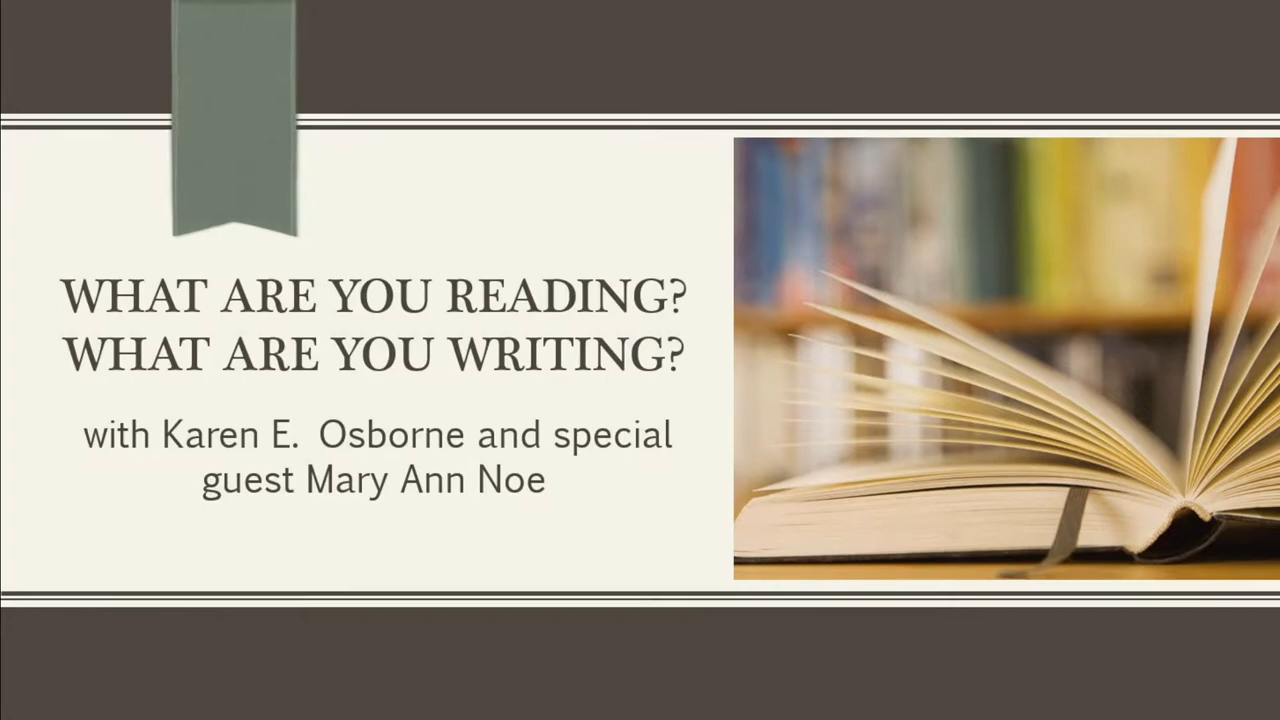 WHAT ARE YOU READING?
WHAT ARE YOU WRITING?
with Karen E.  Osborne and special
guest Mary Ann Noe